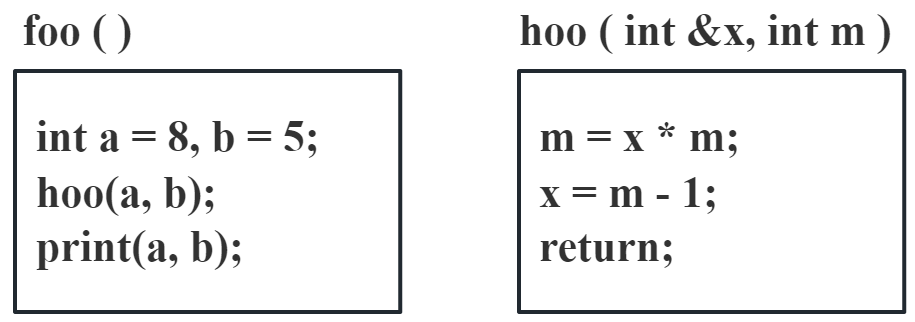 foo ( )
int a = 8, b = 5;
hoo(a, b);
print(a, b);
hoo ( int &x, int m )
m = x * m;
x = m - 1;
return;